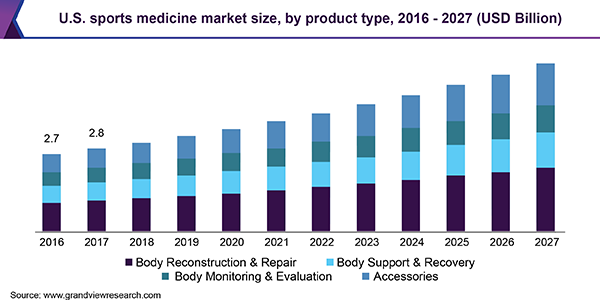 U.S. sports medicine market size, by product type, 2016 - 2027 (USD Billion)
2.7
2.8
2016 2017 2018 2019 2020 2021 2022 2023 2024 2025 2026 2027
Body Reconstruction & Repair Body Support & Recovery
Body Monitoring & Evaluation Accessories
Source: www.grandviewresearch.com